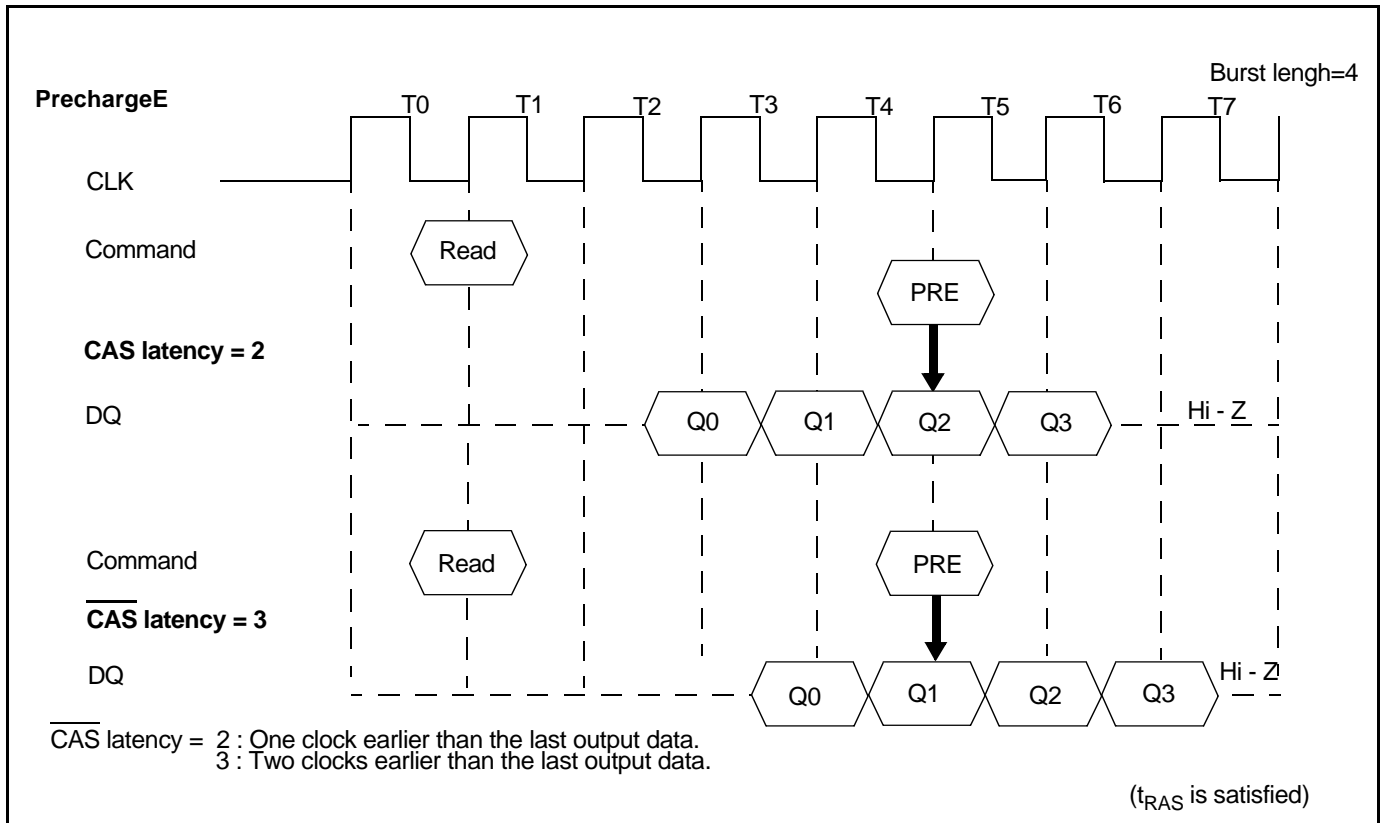 Burst lengh=4
PrechargeE
T0 T1 T2 T3 T4 T5 T6 T7
CLK
Command Read
PRE
CAS latency = 2
DQ Q0 Q1 Q2 Q3 Hi - Z
Command Read PRE
CAS latency = 3
DQ Q0 Q1 Q2 Q3 Hi - Z
CAS latency = 2 : One clock earlier than the last output data.
3 : Two clocks earlier than the last output data.
(tRAS is satisfied)